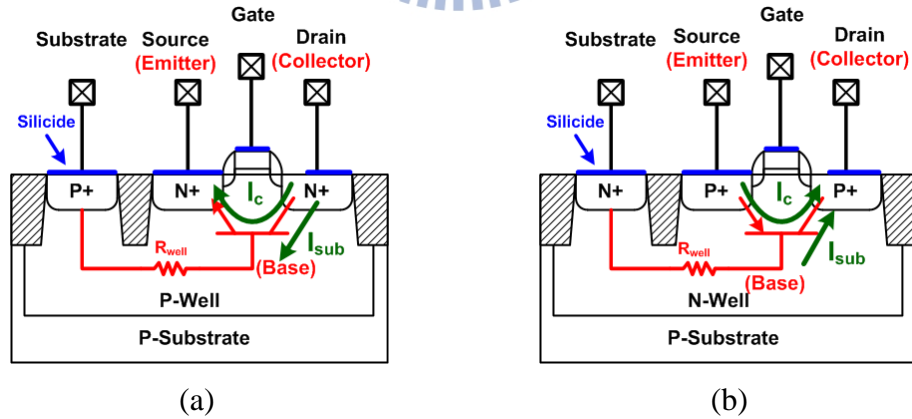 Gate
Substrate
Source
(Emitter)
Drain
(Collector)
Silicide
P+
N+
N+
Ic
Isub
Rwell
(Base)
P-Well
P-Substrate
(a)
Gate
Substrate
Source
(Emitter)
Drain
(Collector)
Silicide
N+
P+
P+
Ic
Isub
Rwell
(Base)
N-Well
P-Substrate
(b)